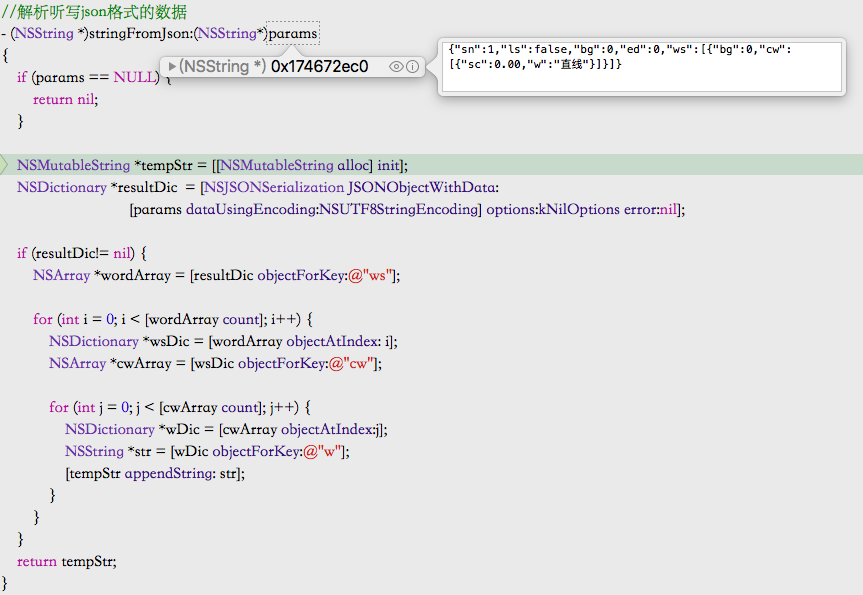 //解析听写json格式的数据
- (NSString *)stringFromJson:(NSString*)params
{
if (params == NULL) {
▸(NSString *) 0x174672ec0
{"sn":1,"ls":false,"bg":0,"ed":0,"ws":[{"bg":0,"cw":
[{"sc":0.00,"w":"直线"}]}]}
return nil;
}
NSMutableString *tempStr = [[NSMutableString alloc] init];
NSDictionary *resultDic  = [NSJSONSerialization JSONObjectWithData:
[params dataUsingEncoding:NSUTF8StringEncoding] options:kNilOptions error:nil];
if (resultDic!= nil) {
NSArray *wordArray = [resultDic objectForKey:@"ws"];
for (int i = 0; i < [wordArray count]; i++) {
NSDictionary *wsDic = [wordArray objectAtIndex: i];
NSArray *cwArray = [wsDic objectForKey:@"cw"];
for (int j = 0; j < [cwArray count]; j++) {
NSDictionary *wDic = [cwArray objectAtIndex:j];
NSString *str = [wDic objectForKey:@"w"];
[tempStr appendString: str];
}
}
}
return tempStr;
}